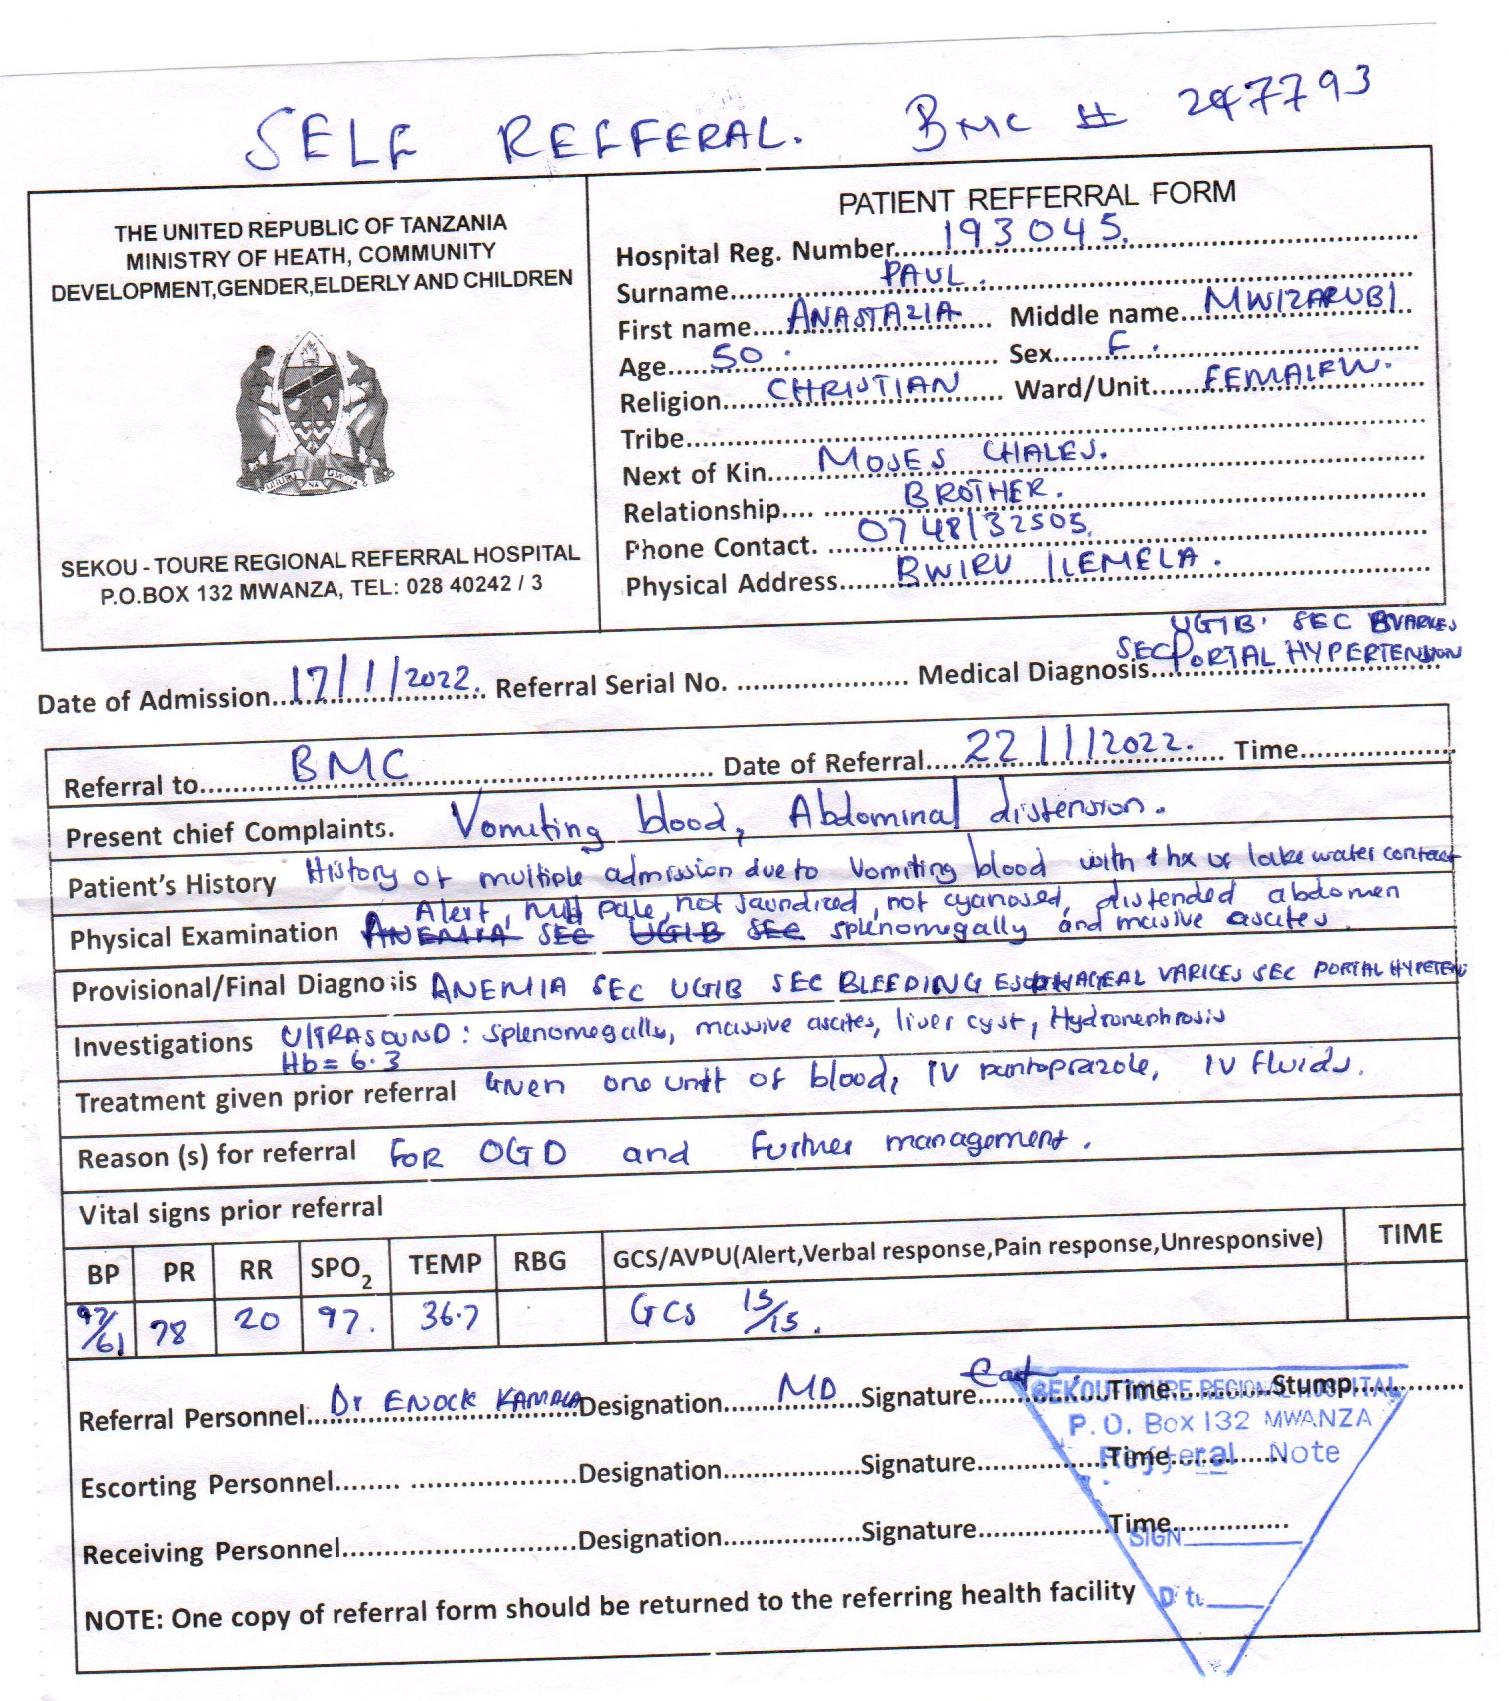 SELF REFFERAL. BMC # 247793
THE UNITED REPUBLIC OF TANZANIA
MINISTRY OF HEATH, COMMUNITY
DEVELOPMENT,GENDER,ELDERLY AND CHILDREN
SEKOU - TOURE REGIONAL REFERRAL HOSPITAL
P.O.BOX 132 MWANZA, TEL: 028 40242 / 3
PATIENT REFFERRAL FORM
Hospital Reg. Number 193045.
Surname PAUL.
First name ANASTAZIA Middle name MWIZARUBI
Age 50. Sex F.
Religion CHRISTIAN Ward/Unit
Tribe
Next of Kin MOSES CHALES.
Relationship BROTHER.
Phone Contact. 0748132505.
Physical Address BWIRU ILEMELA.
UGIB. SEC
Date of Admission 17/1/2022. Referral Serial No. Medical Diagnosis SEC PORTAL HYPERTENSION
Referral to BMC Date of Referral 22/1/2022. Time
Present chief Complaints. Vomiting blood, Abdominal distension.
Patient's History History of multiple admission due to vomiting blood with hx of lake water contact
Alert, pale, not jaundiced, not cyanosed, distended abdomen
Physical Examination ANEMIA SEC UGIB SEC splenomegally and massive ascites.
Provisional/Final Diagnosis ANEMIA SEC UGIB SEC BLEEDING ESOPHAGEAL VARICES SEC PORTAL
Investigations ULTRASOUND: Splenomegally, massive ascites, liver cyst, Hydronephrosis
Hb = 6.3
Treatment given prior referral Given one unit of blood, IV pantoprazole, IV fluids.
Reason (s) for referral FOR OGD and further management.
Vital signs prior referral
BP PR RR SPO2 TEMP RBG GCS/AVPU(Alert,Verbal response,Pain response,Unresponsive) TIME
92/61 78 20 97. 36.7 GCS 15/15.
Referral Personnel Dr ENOCK Designation MD Signature Time Stump
Escorting Personnel Designation Signature Time
Receiving Personnel Designation Signature Time
NOTE: One copy of referral form should be returned to the referring health facility
SEKOU TOURE REGIONAL HOSPITAL
P. O. Box 132 MWANZA
Refferal Note
SIGN